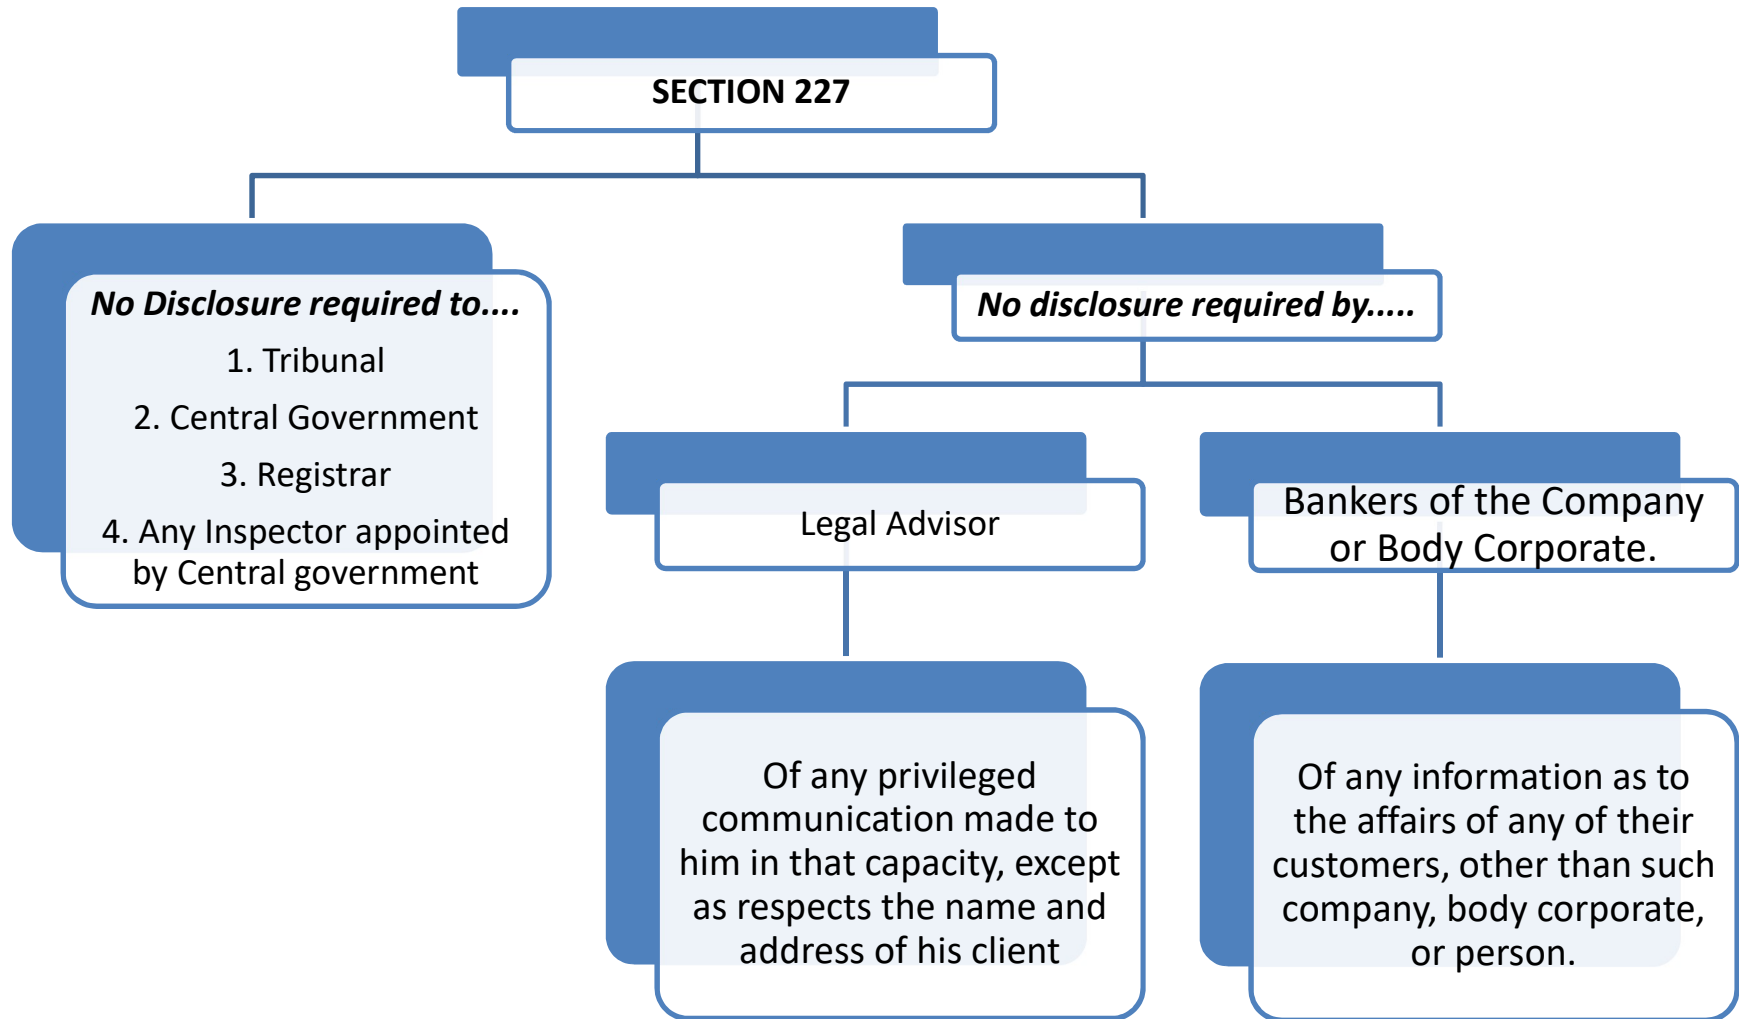 SECTION 227
No Disclosure required to....
1. Tribunal
2. Central Government
3. Registrar
4. Any Inspector appointed
by Central government
No disclosure required by.....
Legal Advisor
Bankers of the Company
or Body Corporate.
Of any privileged
communication made to
him in that capacity, except
as respects the name and
address of his client
Of any information as to
the affairs of any of their
customers, other than such
company, body corporate,
or person.